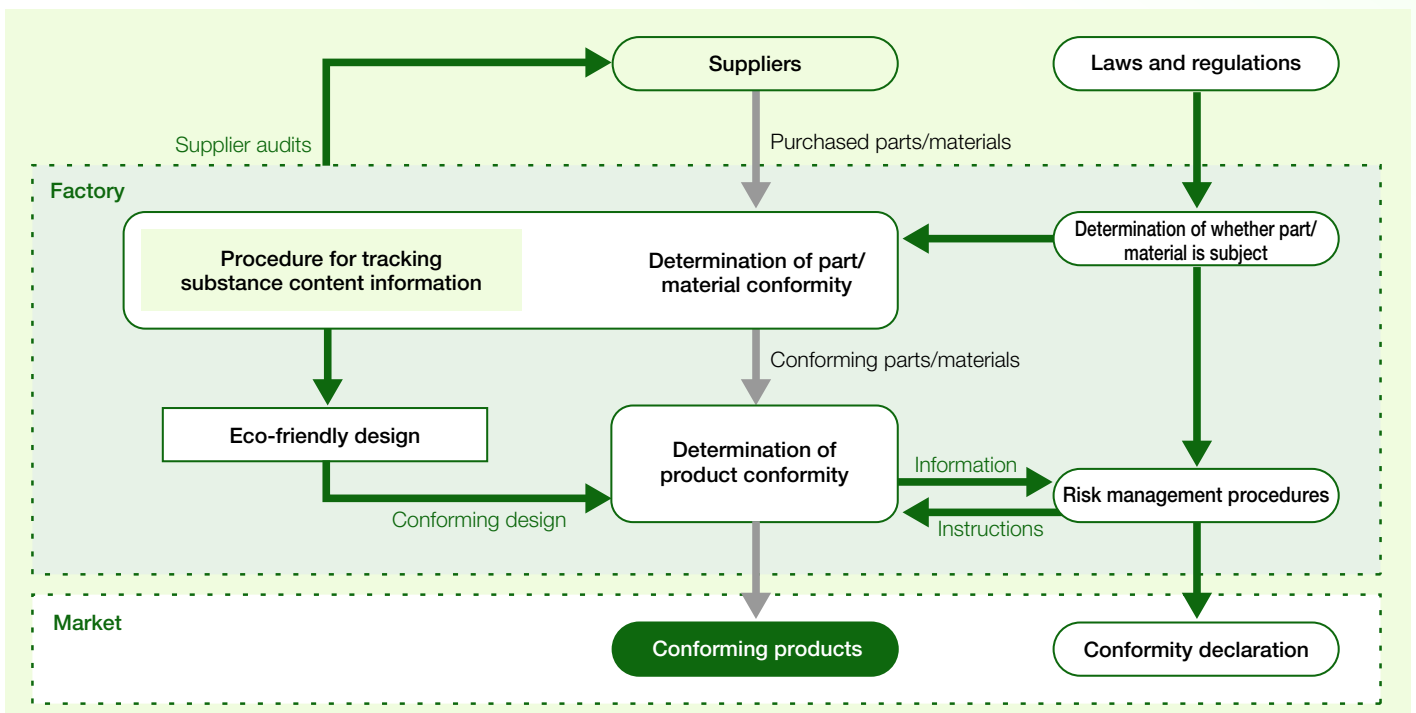 Suppliers
Laws and regulations
Supplier audits
Purchased parts/materials
Factory
Procedure for tracking
substance content information
Determination of part/
material conformity
Determination of whether part/
material is subject
Conforming parts/materials
Eco-friendly design
Determination of
product conformity
Information
Risk management procedures
Conforming design
Instructions
Market
Conforming products
Conformity declaration